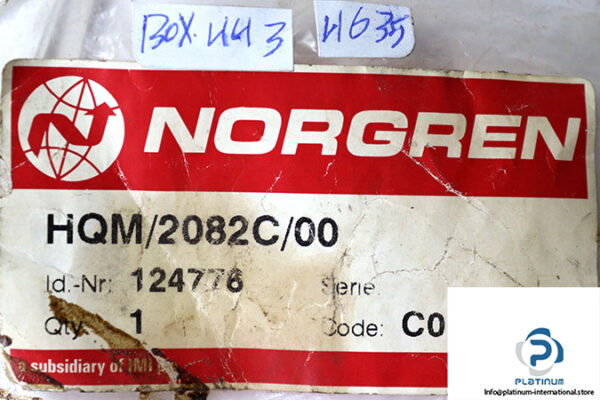 BOX.443
H635
NORGREN
HQM/2082C/00
Id.-Nr: 124776 Serie:
Qty. 1 Code: C0
a subsidiary of IMI
PLATINUM
Info@platinum-international.store